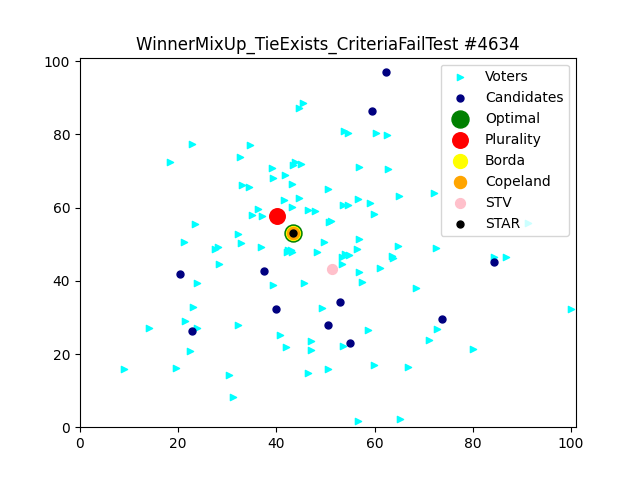 WinnerMixUp_TieExists_CriteriaFailTest #4634
100
80
60
40
20
0
0 20 40 60 80 100
Voters
Candidates
Optimal
Plurality
Borda
Copeland
STV
STAR